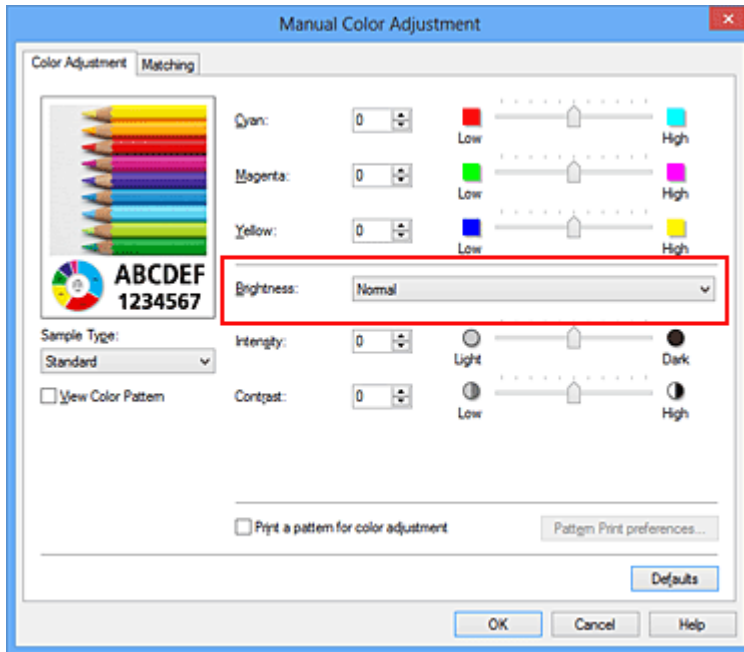 Manual Color Adjustment
Color Adjustment Matching
Cyan: 0 Low High
Magenta: 0 Low High
Yellow: 0 Low High
ABCDEF
1234567
Brightness: Normal
Sample Type:
Standard
View Color Pattern
Intensity: 0 Light Dark
Contrast: 0 Low High
Print a pattern for color adjustment Pattern Print preferences...
Defaults
OK Cancel Help